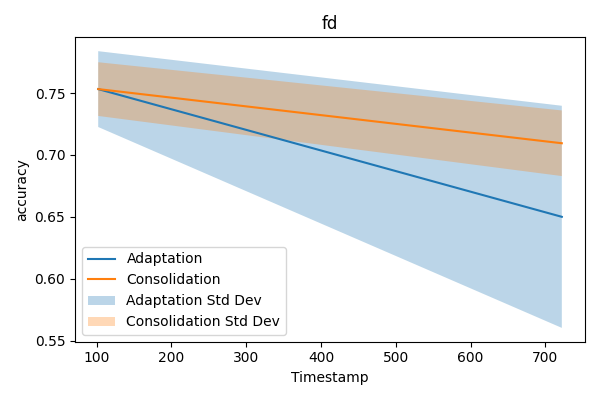 fd
accuracy
0.75
0.70
0.65
0.60
0.55
Adaptation
Consolidation
Adaptation Std Dev
Consolidation Std Dev
100 200 300 400 500 600 700
Timestamp